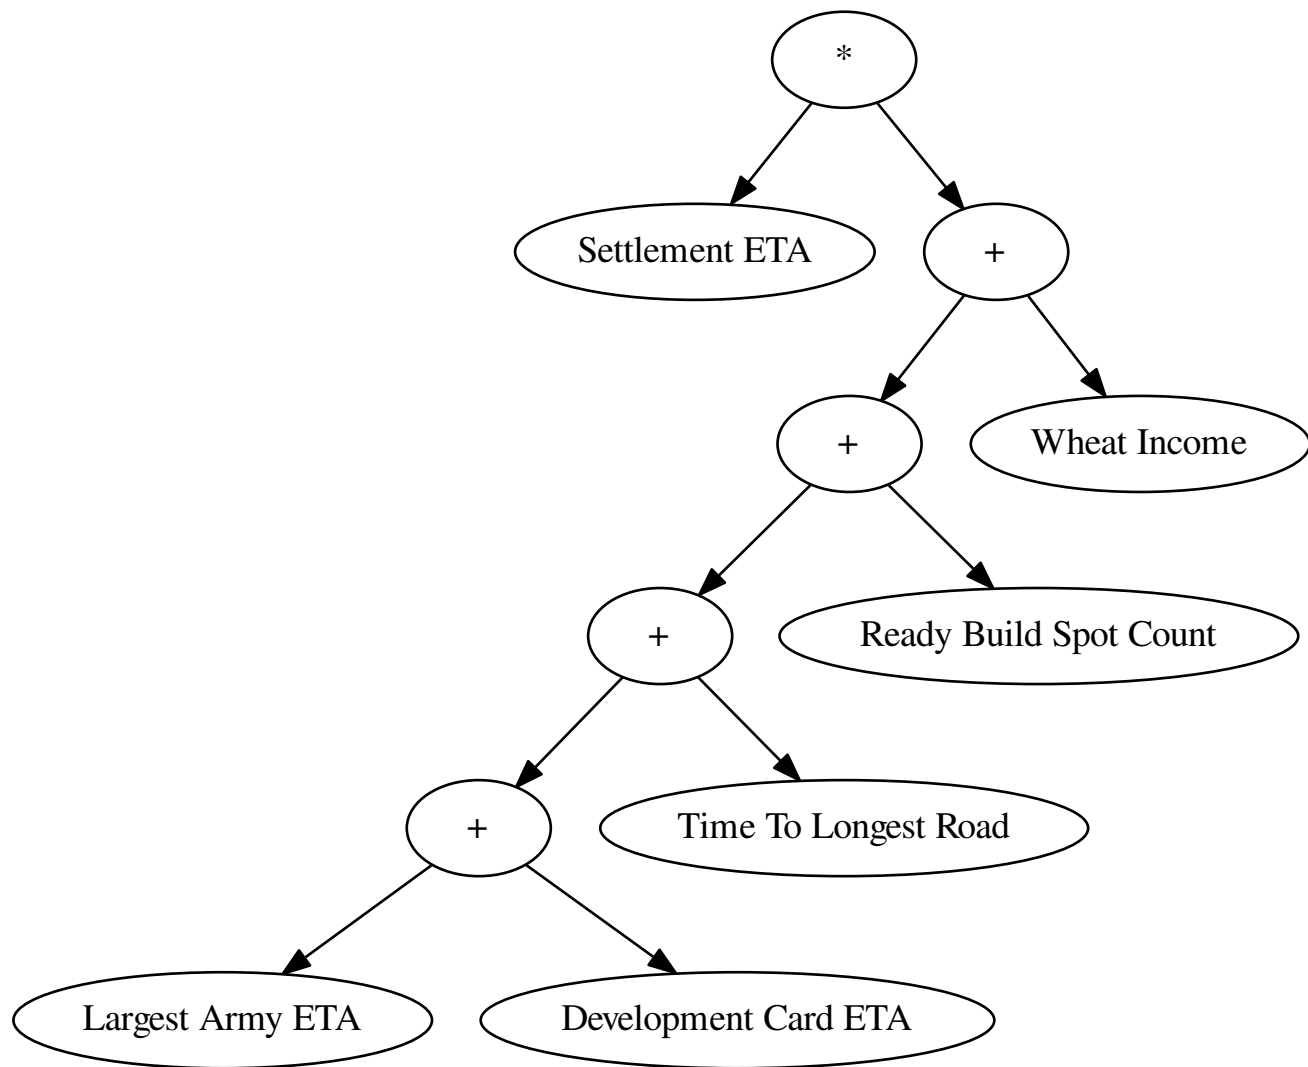 *
Settlement ETA
+
+
Wheat Income
+
Ready Build Spot Count
+
Time To Longest Road
Largest Army ETA
Development Card ETA